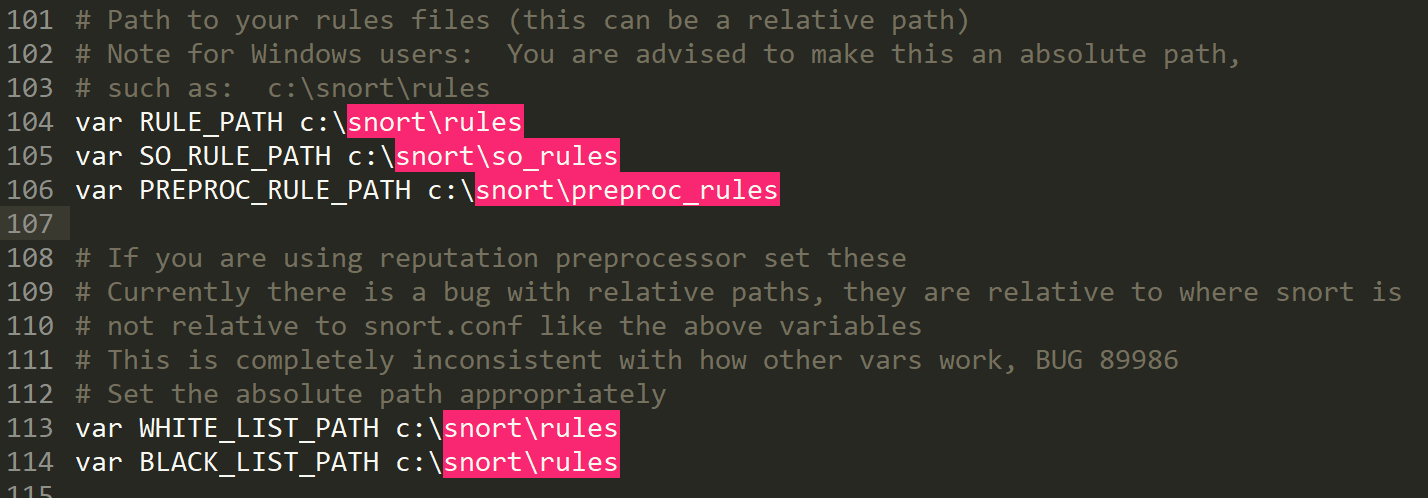 101 # Path to your rules files (this can be a relative path)
102 # Note for Windows users:  You are advised to make this an absolute path,
103 # such as:  c:\snort\rules
104 var RULE_PATH c:\snort\rules
105 var SO_RULE_PATH c:\snort\so_rules
106 var PREPROC_RULE_PATH c:\snort\preproc_rules
107
108 # If you are using reputation preprocessor set these
109 # Currently there is a bug with relative paths, they are relative to where snort is
110 # not relative to snort.conf like the above variables
111 # This is completely inconsistent with how other vars work, BUG 89986
112 # Set the absolute path appropriately
113 var WHITE_LIST_PATH c:\snort\rules
114 var BLACK_LIST_PATH c:\snort\rules
115